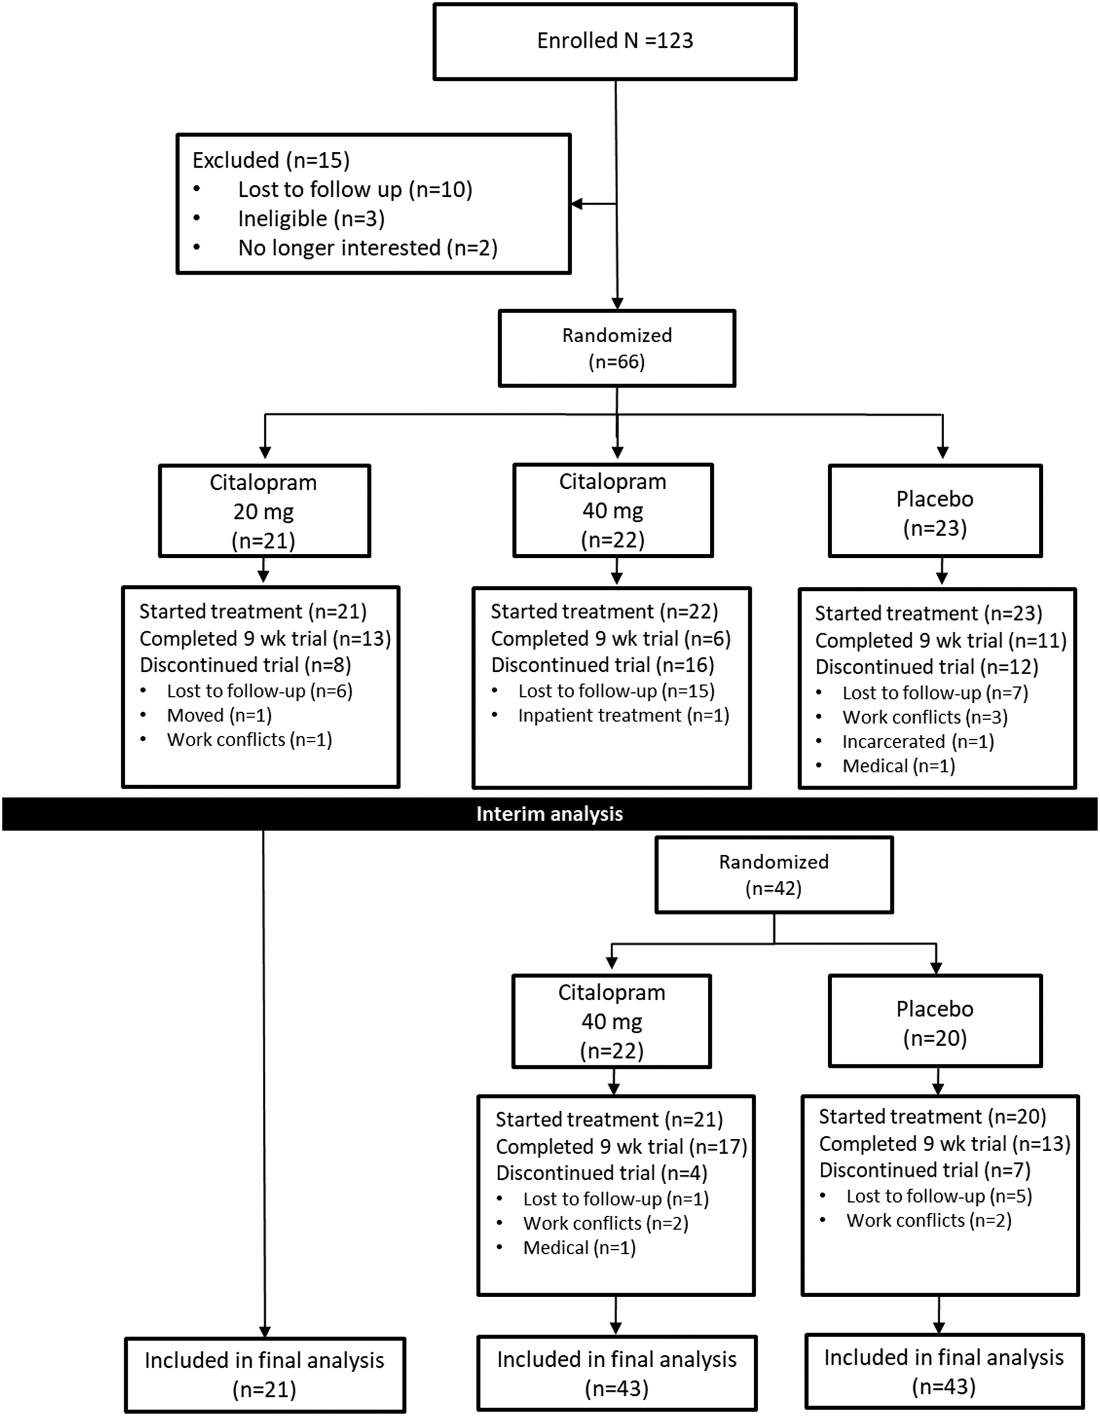 Enrolled N =123
Excluded (n=15)
• Lost to follow up (n=10)
• Ineligible (n=3)
• No longer interested (n=2)
Randomized
(n=66)
Citalopram
20 mg
(n=21)
Citalopram
40 mg
(n=22)
Placebo
(n=23)
Started treatment (n=21)
Completed 9 wk trial (n=13)
Discontinued trial (n=8)
• Lost to follow-up (n=6)
• Moved (n=1)
• Work conflicts (n=1)
Started treatment (n=22)
Completed 9 wk trial (n=6)
Discontinued trial (n=16)
• Lost to follow-up (n=15)
• Inpatient treatment (n=1)
Started treatment (n=23)
Completed 9 wk trial (n=11)
Discontinued trial (n=12)
• Lost to follow-up (n=7)
• Work conflicts (n=3)
• Incarcerated (n=1)
• Medical (n=1)
Interim analysis
Randomized
(n=42)
Citalopram
40 mg
(n=22)
Placebo
(n=20)
Started treatment (n=21)
Completed 9 wk trial (n=17)
Discontinued trial (n=4)
• Lost to follow-up (n=1)
• Work conflicts (n=2)
• Medical (n=1)
Started treatment (n=20)
Completed 9 wk trial (n=13)
Discontinued trial (n=7)
• Lost to follow-up (n=5)
• Work conflicts (n=2)
Included in final analysis
(n=21)
Included in final analysis
(n=43)
Included in final analysis
(n=43)